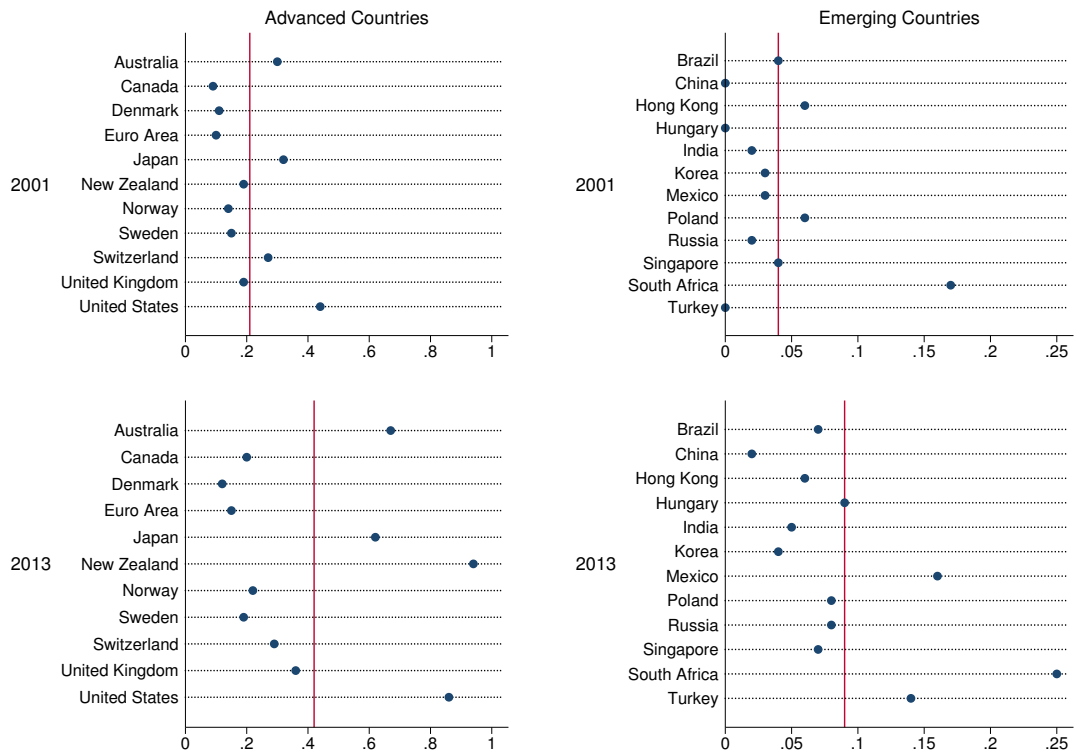 Advanced Countries
2001
Australia
Canada
Denmark
Euro Area
Japan
New Zealand
Norway
Sweden
Switzerland
United Kingdom
United States
0 .2 .4 .6 .8 1
Emerging Countries
2001
Brazil
China
Hong Kong
Hungary
India
Korea
Mexico
Poland
Russia
Singapore
South Africa
Turkey
0 .05 .1 .15 .2 .25
2013
Australia
Canada
Denmark
Euro Area
Japan
New Zealand
Norway
Sweden
Switzerland
United Kingdom
United States
0 .2 .4 .6 .8 1
2013
Brazil
China
Hong Kong
Hungary
India
Korea
Mexico
Poland
Russia
Singapore
South Africa
Turkey
0 .05 .1 .15 .2 .25